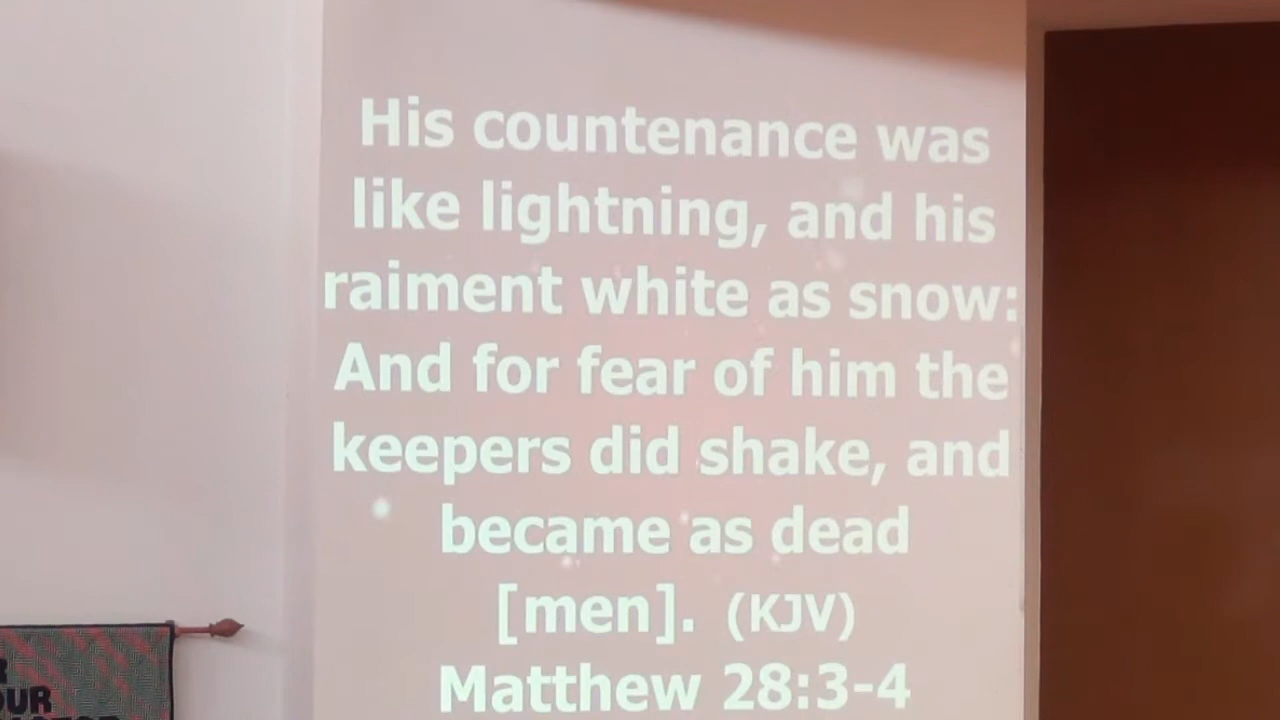 His countenance was
like lightning, and his
raiment white as snow:
And for fear of him the
keepers did shake, and
became as dead
[men]. (KJV)
Matthew 28:3-4
OUR